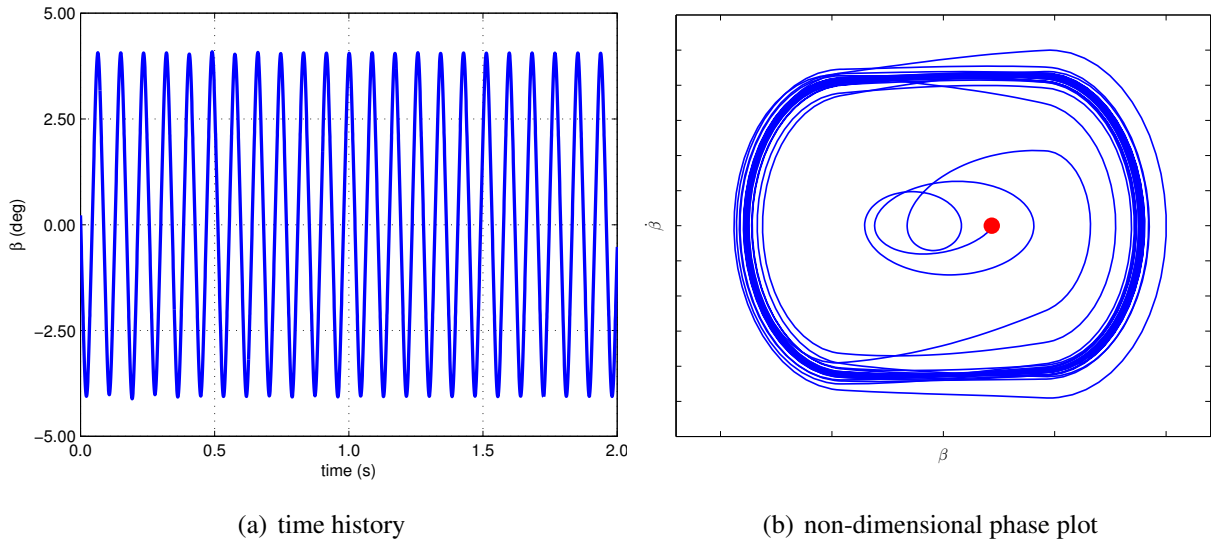 5.00
2.50
0.00
−2.50
−5.00
β (deg)
0.0 0.5 1.0 1.5 2.0
time (s)
β̇
β
(a) time history
(b) non-dimensional phase plot